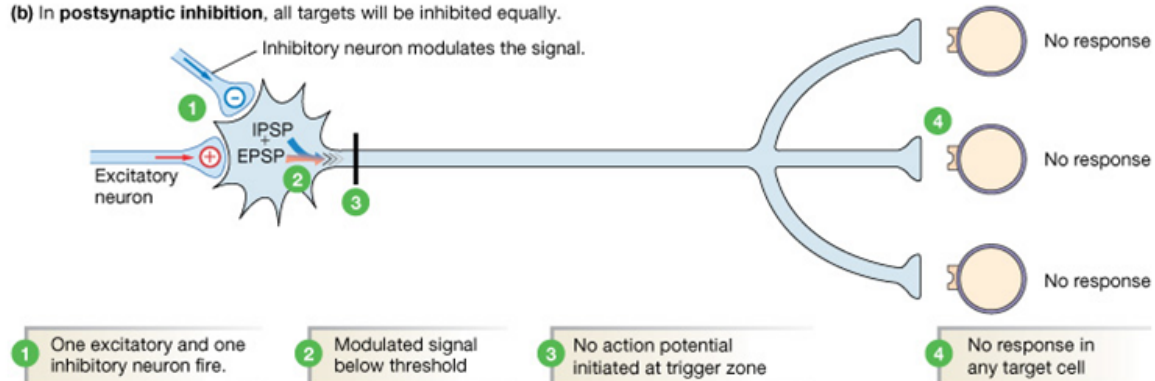 (b) In postsynaptic inhibition, all targets will be inhibited equally.
Inhibitory neuron modulates the signal.
No response
1
−
4
IPSP
+
EPSP
+
No response
Excitatory
neuron
2
3
No response
1
One excitatory and one
inhibitory neuron fire.
2
Modulated signal
below threshold
3
No action potential
initiated at trigger zone
4
No response in
any target cell